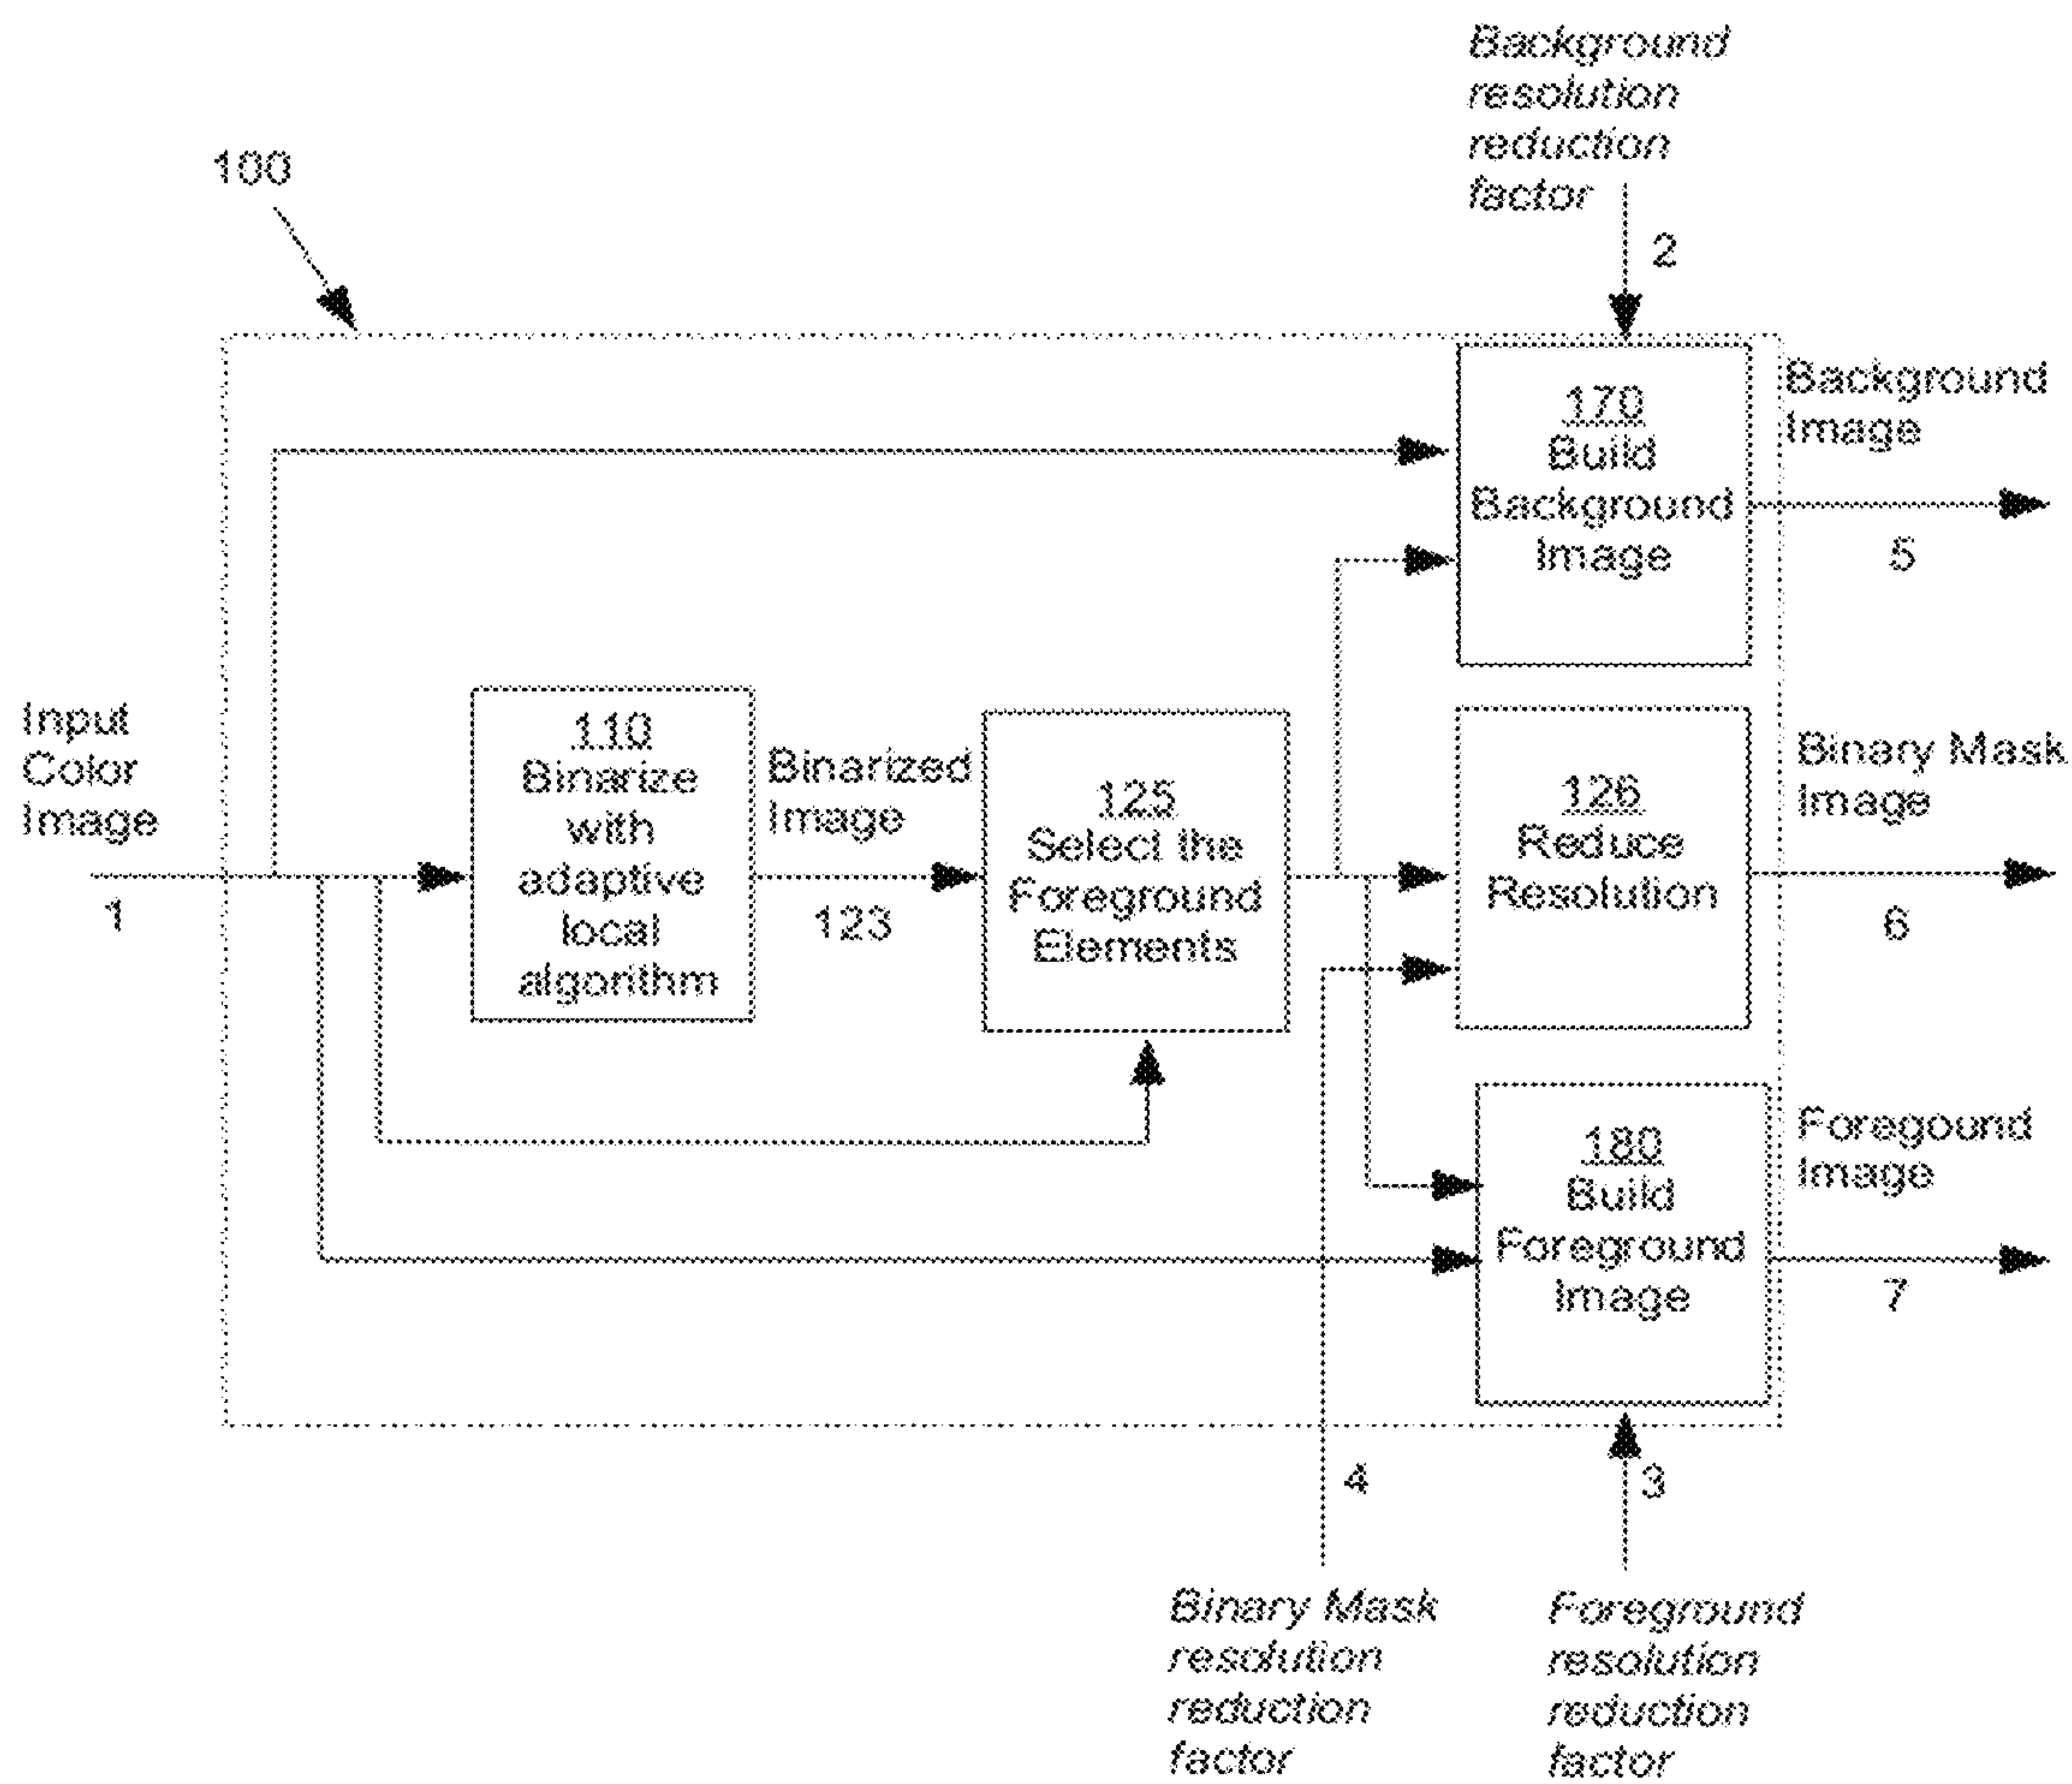 Background
resolution
reduction
factor
100
2
170
Build
Background
Image
Background
Image
5
Input
Color
Image
1
110
Binarize
with
adaptive
local
algorithm
Binarized
Image
123
125
Select the
Foreground
Elements
126
Reduce
Resolution
Binary Mask
Image
6
180
Build
Foreground
Image
Foregound
Image
7
4
3
Binary Mask
resolution
reduction
factor
Foreground
resolution
reduction
factor